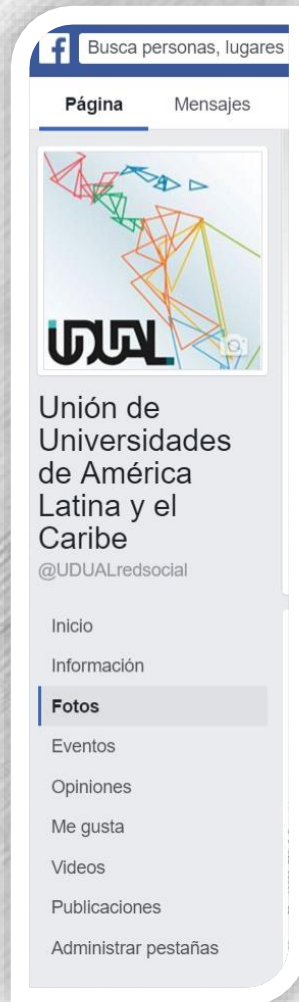 Busca personas, lugares
Página Mensajes
UDUAL
Unión de
Universidades
de América
Latina y el
Caribe
@UDUALredsocial
Inicio
Información
Fotos
Eventos
Opiniones
Me gusta
Videos
Publicaciones
Administrar pestañas